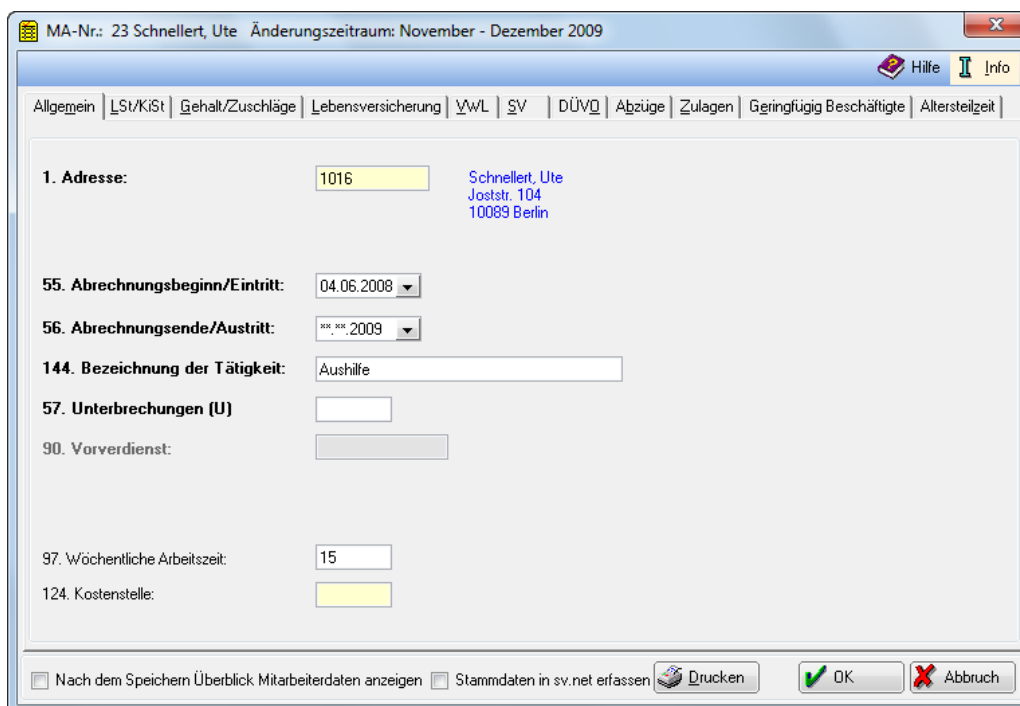 MA-Nr.: 23 Schnellert, Ute Änderungszeitraum: November - Dezember 2009
Hilfe Info
Allgemein LSt/KiSt Gehalt/Zuschläge Lebensversicherung VWL SV DÜVO Abzüge Zulagen Geringfügig Beschäftigte Altersteilzeit
1. Adresse: 1016 Schnellert, Ute
Joststr. 104
10089 Berlin
55. Abrechnungsbeginn/Eintritt: 04.06.2008
56. Abrechnungsende/Austritt: **.**.2009
144. Bezeichnung der Tätigkeit: Aushilfe
57. Unterbrechungen (U)
90. Vorverdienst:
97. Wöchentliche Arbeitszeit: 15
124. Kostenstelle:
Nach dem Speichern Überblick Mitarbeiterdaten anzeigen Stammdaten in sv.net erfassen Drucken OK Abbruch